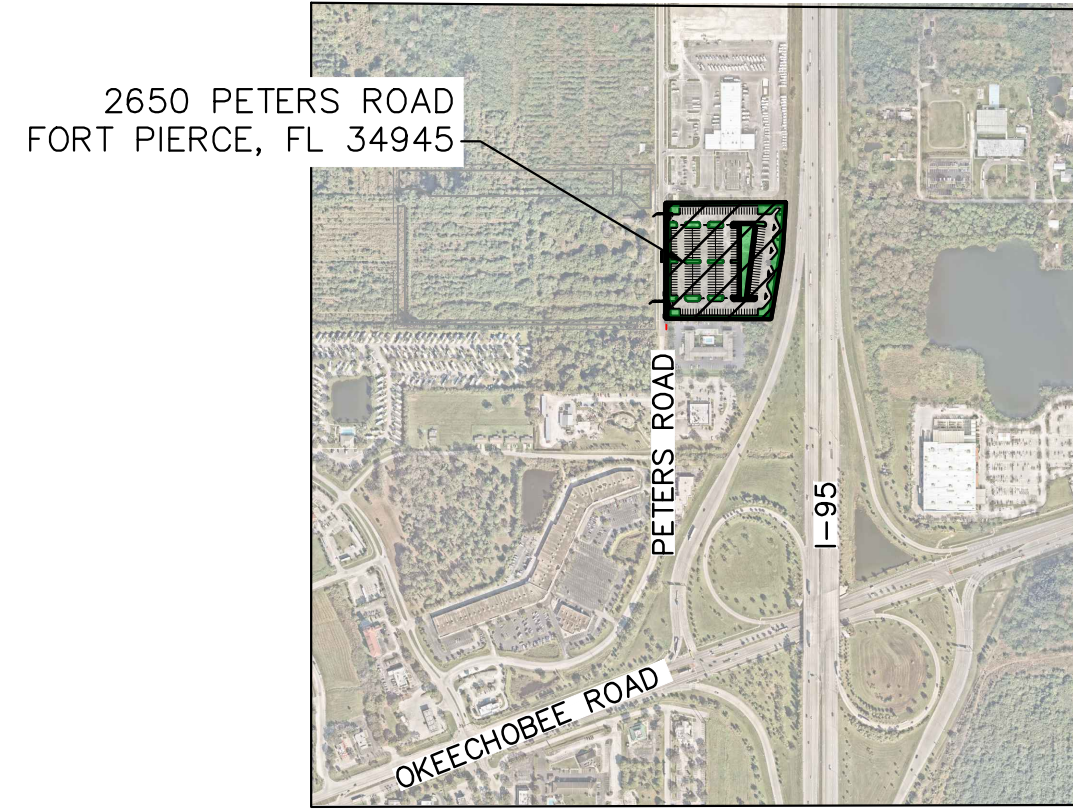 2650 PETERS ROAD
FORT PIERCE, FL 34945
PETERS ROAD
I-95
OKEECHOBEE ROAD